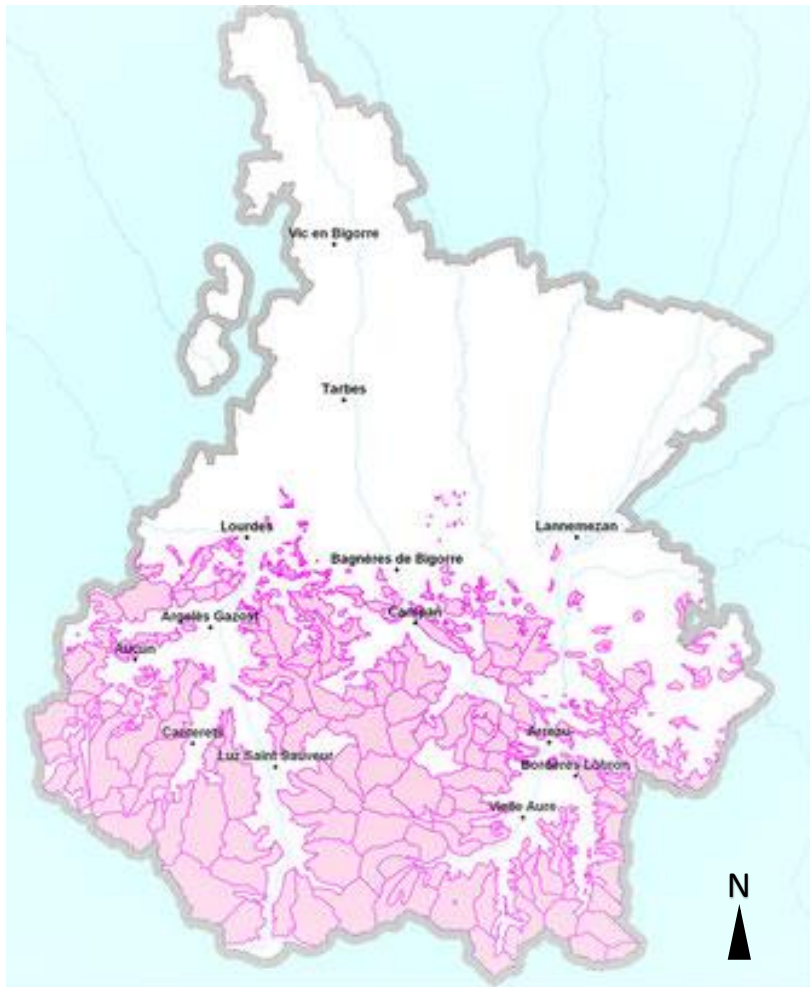 Vic en Bigorre
Tarbes
Lourdes
Lannemezan
Bagnères de Bigorre
Campan
Argelès Gazost
Aucun
Cauterets
Arreau
Luz Saint Sauveur
Bordères Lobron
Vielle Aure
N